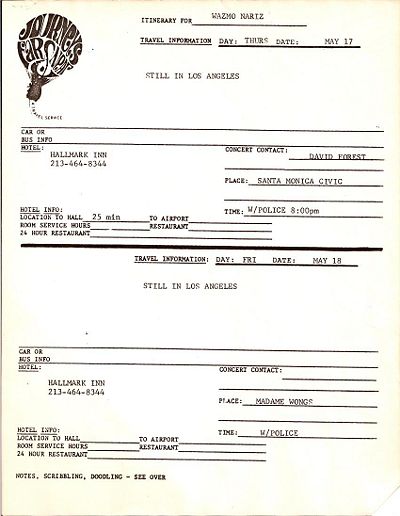 JOURNEYS
FAR SIDE
A TRAVEL SERVICE
ITINERARY FOR WAZMO NARIZ
TRAVEL INFORMATION DAY: THURS DATE: MAY 17
STILL IN LOS ANGELES
CAR OR
BUS INFO
HOTEL: CONCERT CONTACT:
HALLMARK INN DAVID FOREST
213-464-8344
PLACE: SANTA MONICA CIVIC
HOTEL INFO: TIME: W/POLICE 8:00pm
LOCATION TO HALL 25 min TO AIRPORT
ROOM SERVICE HOURS RESTAURANT
24 HOUR RESTAURANT
TRAVEL INFORMATION: DAY: FRI DATE: MAY 18
STILL IN LOS ANGELES
CAR OR
BUS INFO
HOTEL: CONCERT CONTACT:
HALLMARK INN
213-464-8344
PLACE: MADAME WONGS
HOTEL INFO: TIME: W/POLICE
LOCATION TO HALL TO AIRPORT
ROOM SERVICE HOURS RESTAURANT
24 HOUR RESTAURANT
NOTES, SCRIBBLING, DOODLING - SEE OVER